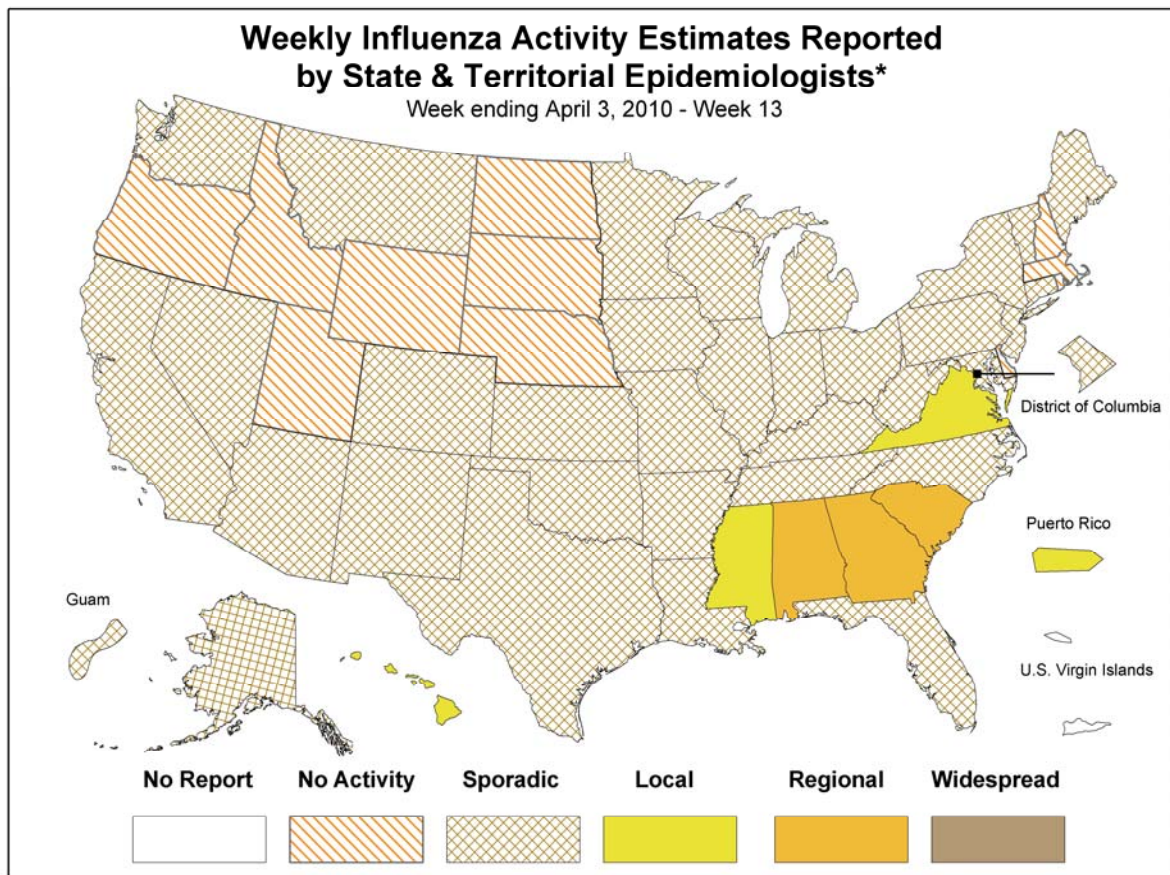 Weekly Influenza Activity Estimates Reported
by State & Territorial Epidemiologists*
Week ending April 3, 2010 - Week 13
District of Columbia
Puerto Rico
Guam
U.S. Virgin Islands
No Report
No Activity
Sporadic
Local
Regional
Widespread